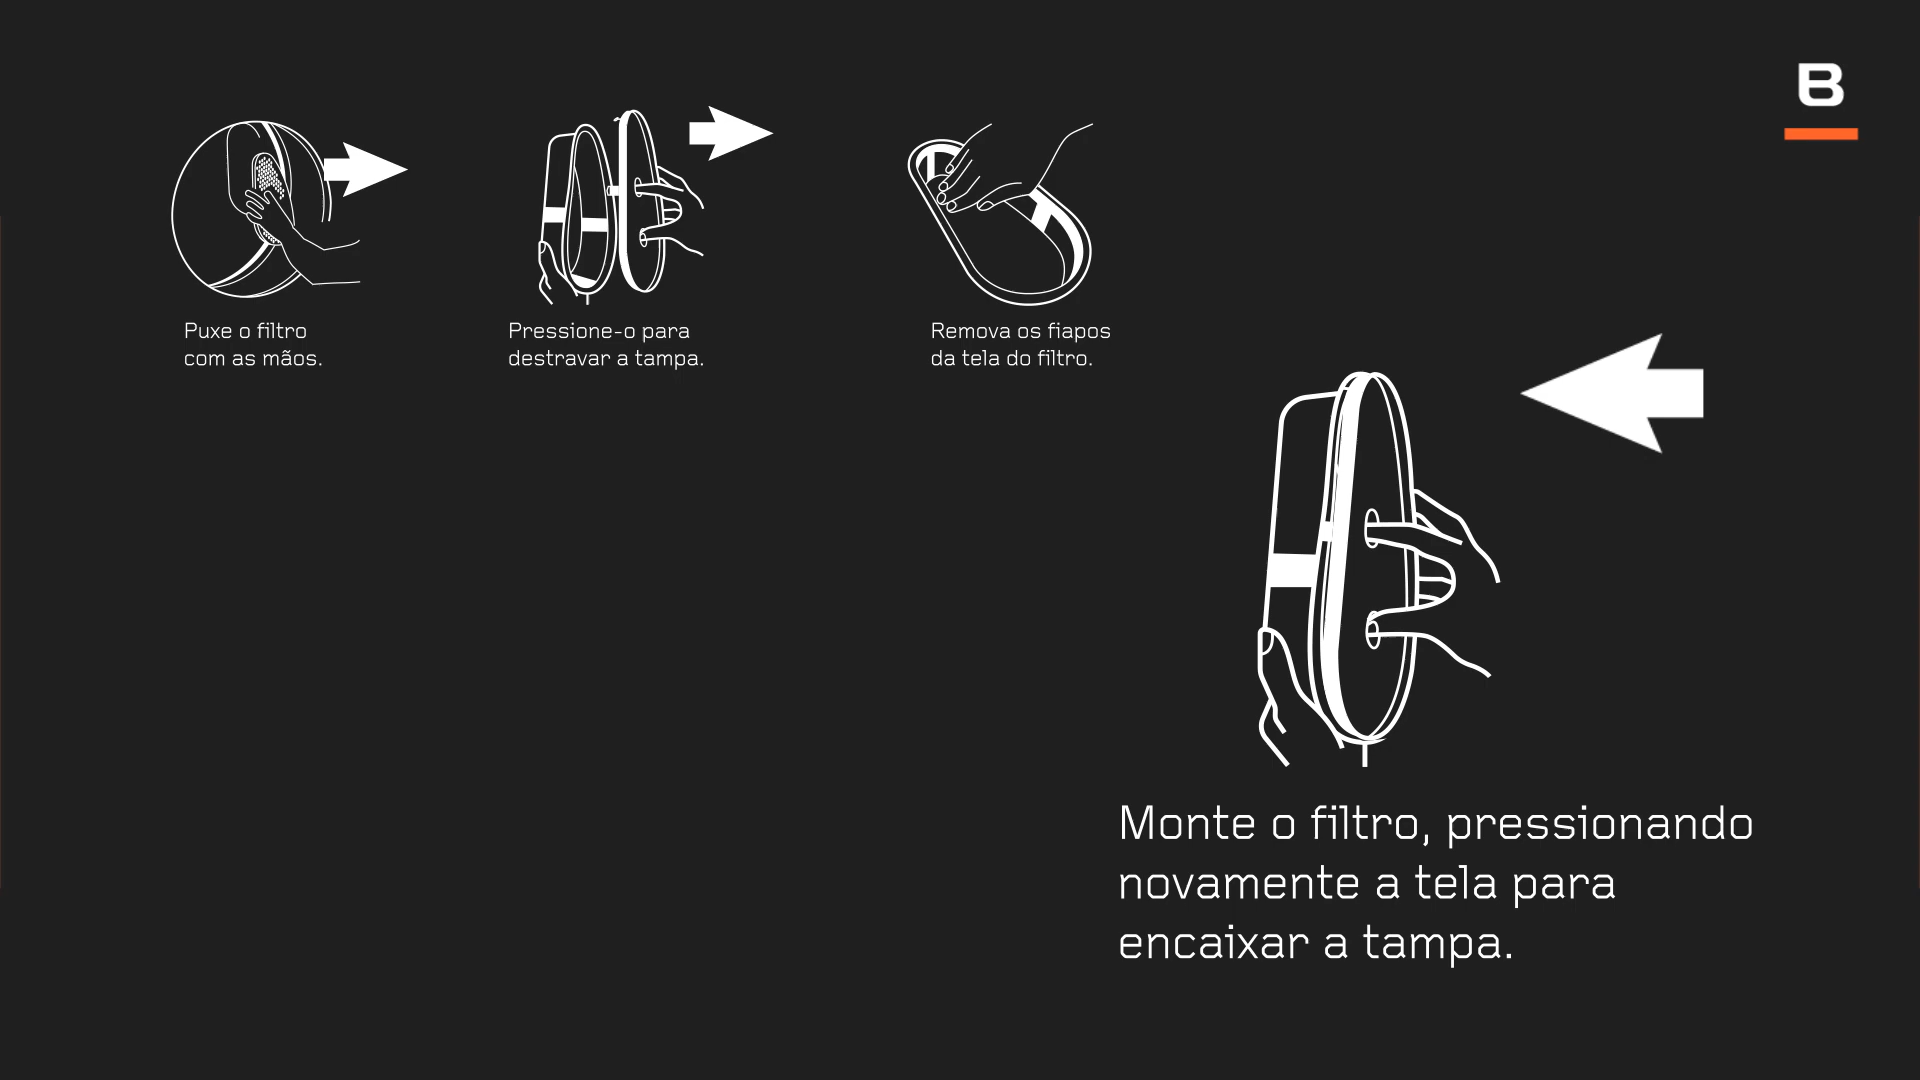 B
Puxe o filtro
com as mãos.
Pressione-o para
destravar a tampa.
Remova os fiapos
da tela do filtro.
Monte o filtro, pressionando
novamente a tela para
encaixar a tampa.